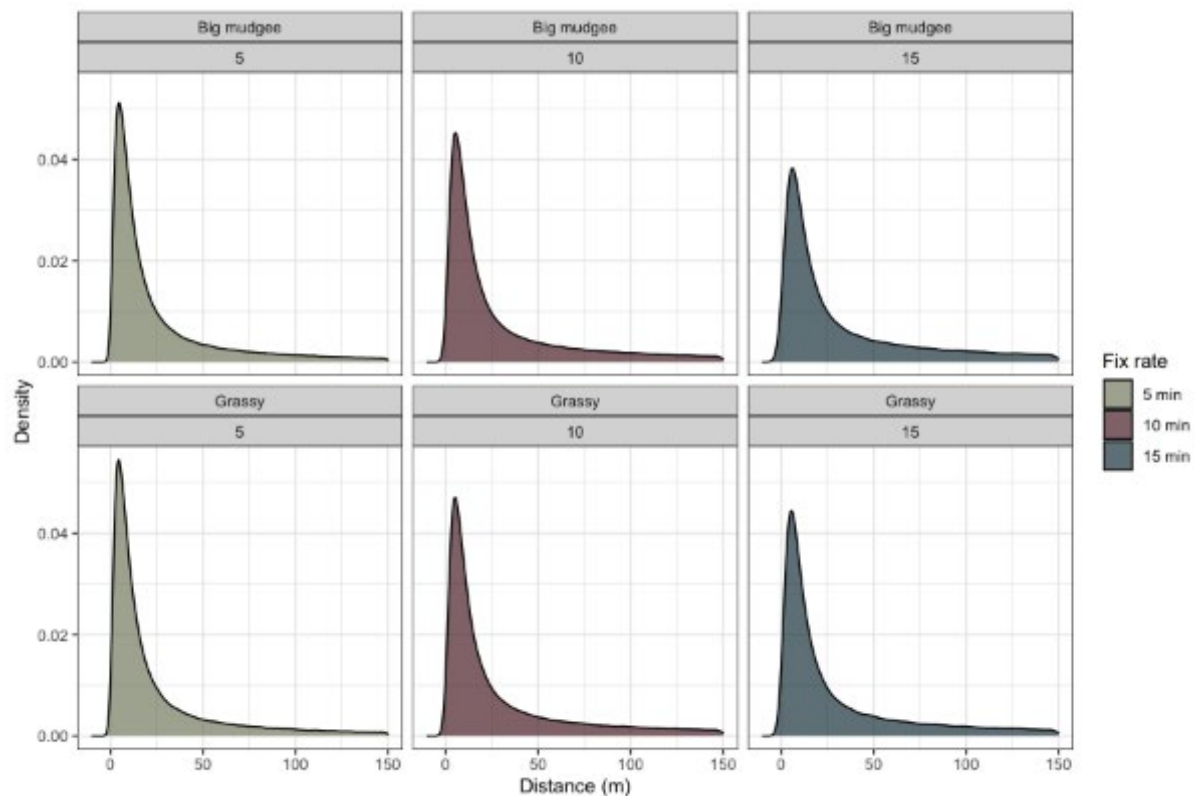 Big mudgee Big mudgee Big mudgee
5 10 15
0.04
0.02
0.00
Grassy Grassy Grassy
5 10 15
0.04
0.02
0.00
0 50 100 150 0 50 100 150 0 50 100 150
Distance (m)
Density
Fix rate
5 min
10 min
15 min